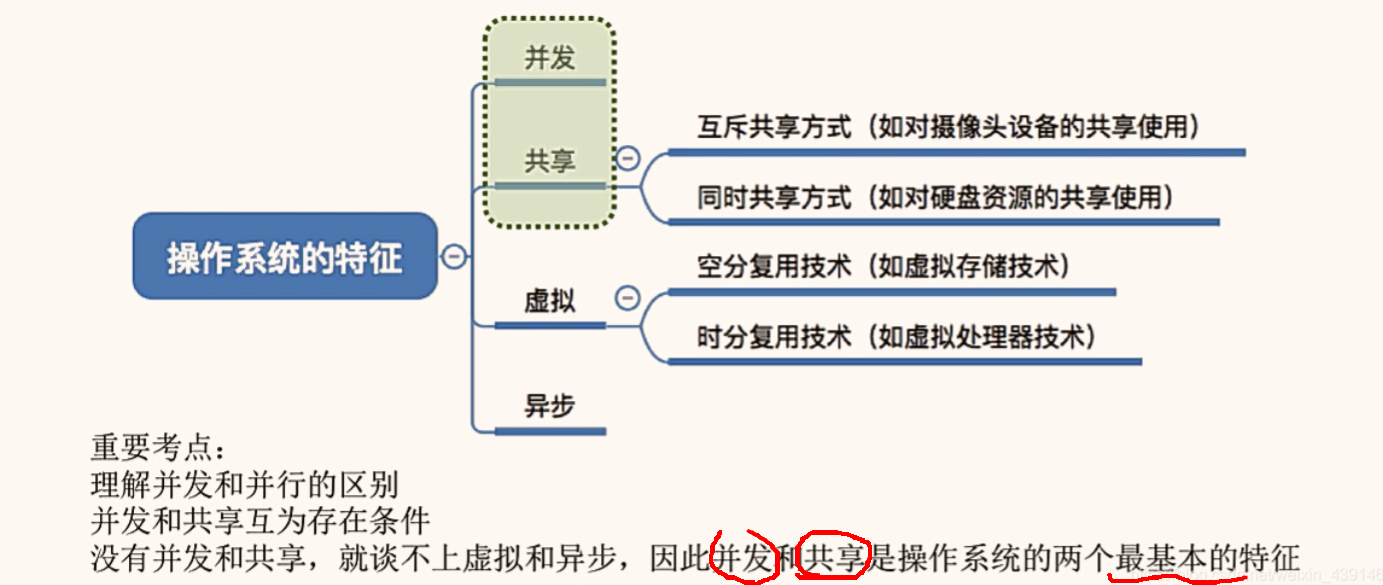 并发
共享
互斥共享方式（如对摄像头设备的共享使用）
同时共享方式（如对硬盘资源的共享使用）
操作系统的特征
虚拟
空分复用技术（如虚拟存储技术）
时分复用技术（如虚拟处理器技术）
异步
重要考点：
理解并发和并行的区别
并发和共享互为存在条件
没有并发和共享，就谈不上虚拟和异步，因此并发和共享是操作系统的两个最基本的特征